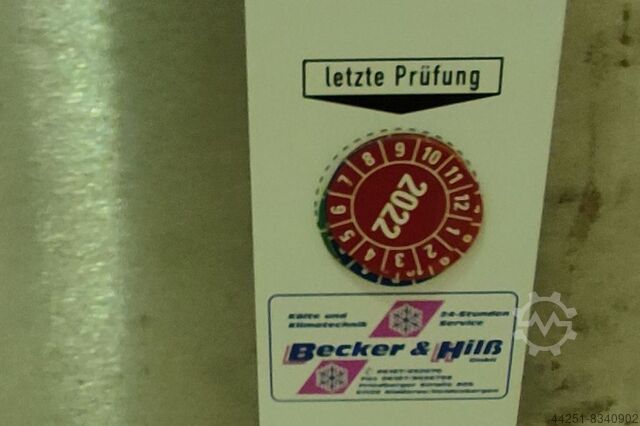 letzte Prüfung
7 8 9 10 11 12 1 2 3 4 5 6
2022
Kälte und
Klimatechnik
24-Stunden
Service
Becker & Hilß
GmbH
44251-8340902